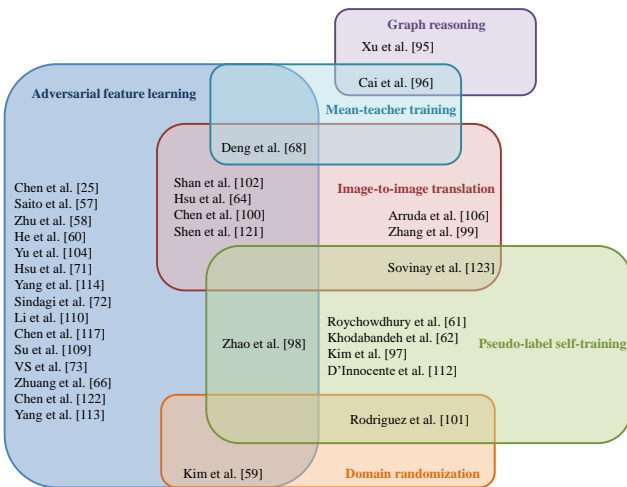 Graph reasoning
Xu et al. [95]
Cai et al. [96]
Adversarial feature learning
Mean-teacher training
Deng et al. [68]
Shan et al. [102]
Hsu et al. [64]
Chen et al. [100]
Shen et al. [121]
Image-to-image translation
Arruda et al. [106]
Zhang et al. [99]
Sovinay et al. [123]
Chen et al. [25]
Saito et al. [57]
Zhu et al. [58]
He et al. [60]
Yu et al. [104]
Hsu et al. [71]
Yang et al. [114]
Sindagi et al. [72]
Li et al. [110]
Chen et al. [117]
Su et al. [109]
VS et al. [73]
Zhuang et al. [66]
Chen et al. [122]
Yang et al. [113]
Zhao et al. [98]
Roychowdhury et al. [61]
Khodabandeh et al. [62]
Kim et al. [97]
D'Innocente et al. [112]
Pseudo-label self-training
Rodriguez et al. [101]
Kim et al. [59]
Domain randomization